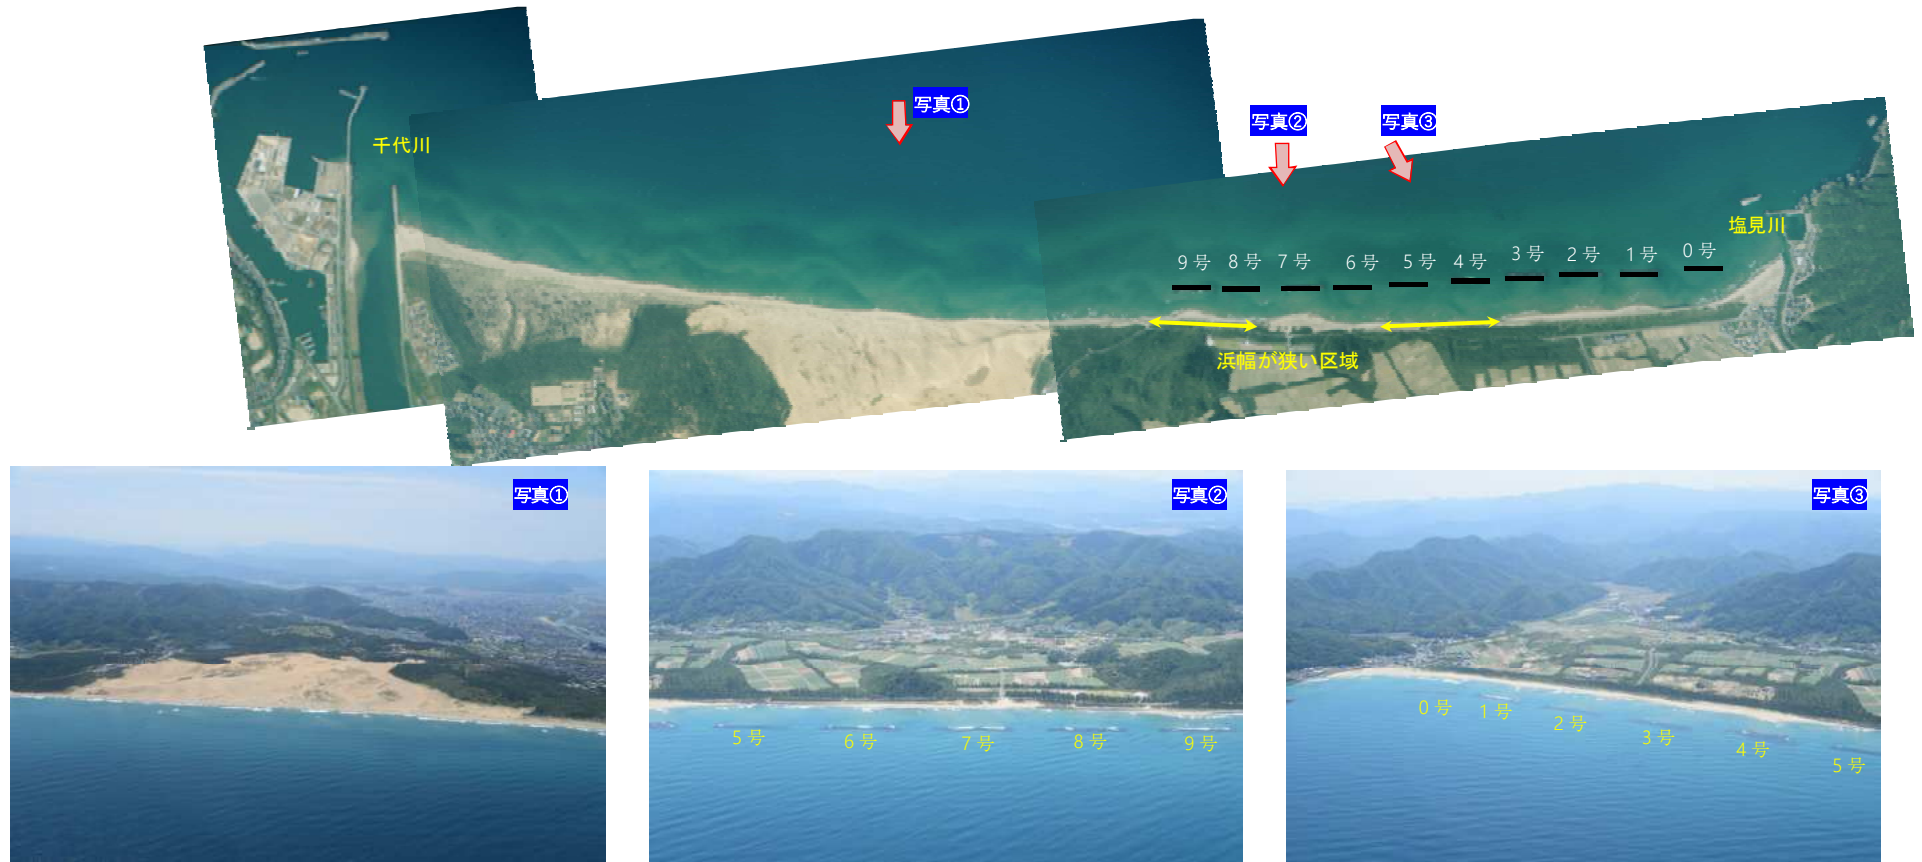 写真①
写真②
写真③
千代川
塩見川
9号
8号
7号
6号
5号
4号
3号
2号
1号
0号
浜幅が狭い区域
写真①
写真②
写真③
5号
6号
7号
8号
9号
0号
1号
2号
3号
4号
5号